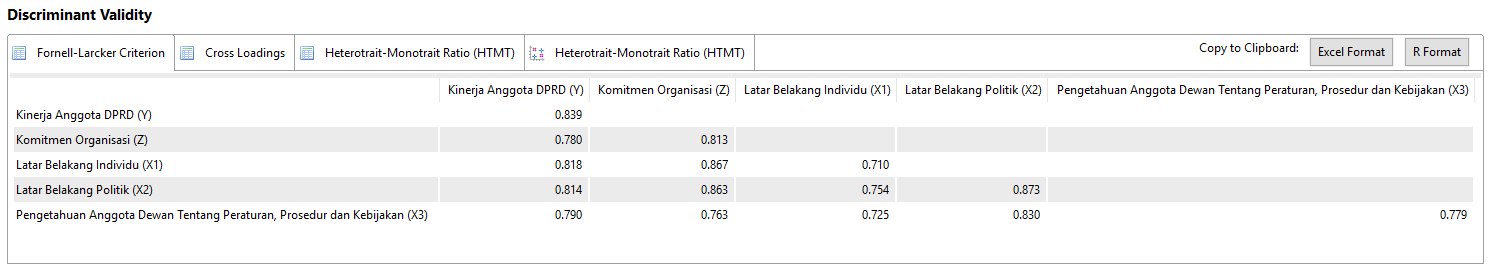 Discriminant Validity
Fornell-Larcker Criterion Cross Loadings Heterotrait-Monotrait Ratio (HTMT) Heterotrait-Monotrait Ratio (HTMT) Copy to Clipboard: Excel Format R Format
Kinerja Anggota DPRD (Y) Komitmen Organisasi (Z) Latar Belakang Individu (X1) Latar Belakang Politik (X2) Pengetahuan Anggota Dewan Tentang Peraturan, Prosedur dan Kebijakan (X3)
Kinerja Anggota DPRD (Y) 0.839
Komitmen Organisasi (Z) 0.780 0.813
Latar Belakang Individu (X1) 0.818 0.867 0.710
Latar Belakang Politik (X2) 0.814 0.863 0.754 0.873
Pengetahuan Anggota Dewan Tentang Peraturan, Prosedur dan Kebijakan (X3) 0.790 0.763 0.725 0.830 0.779